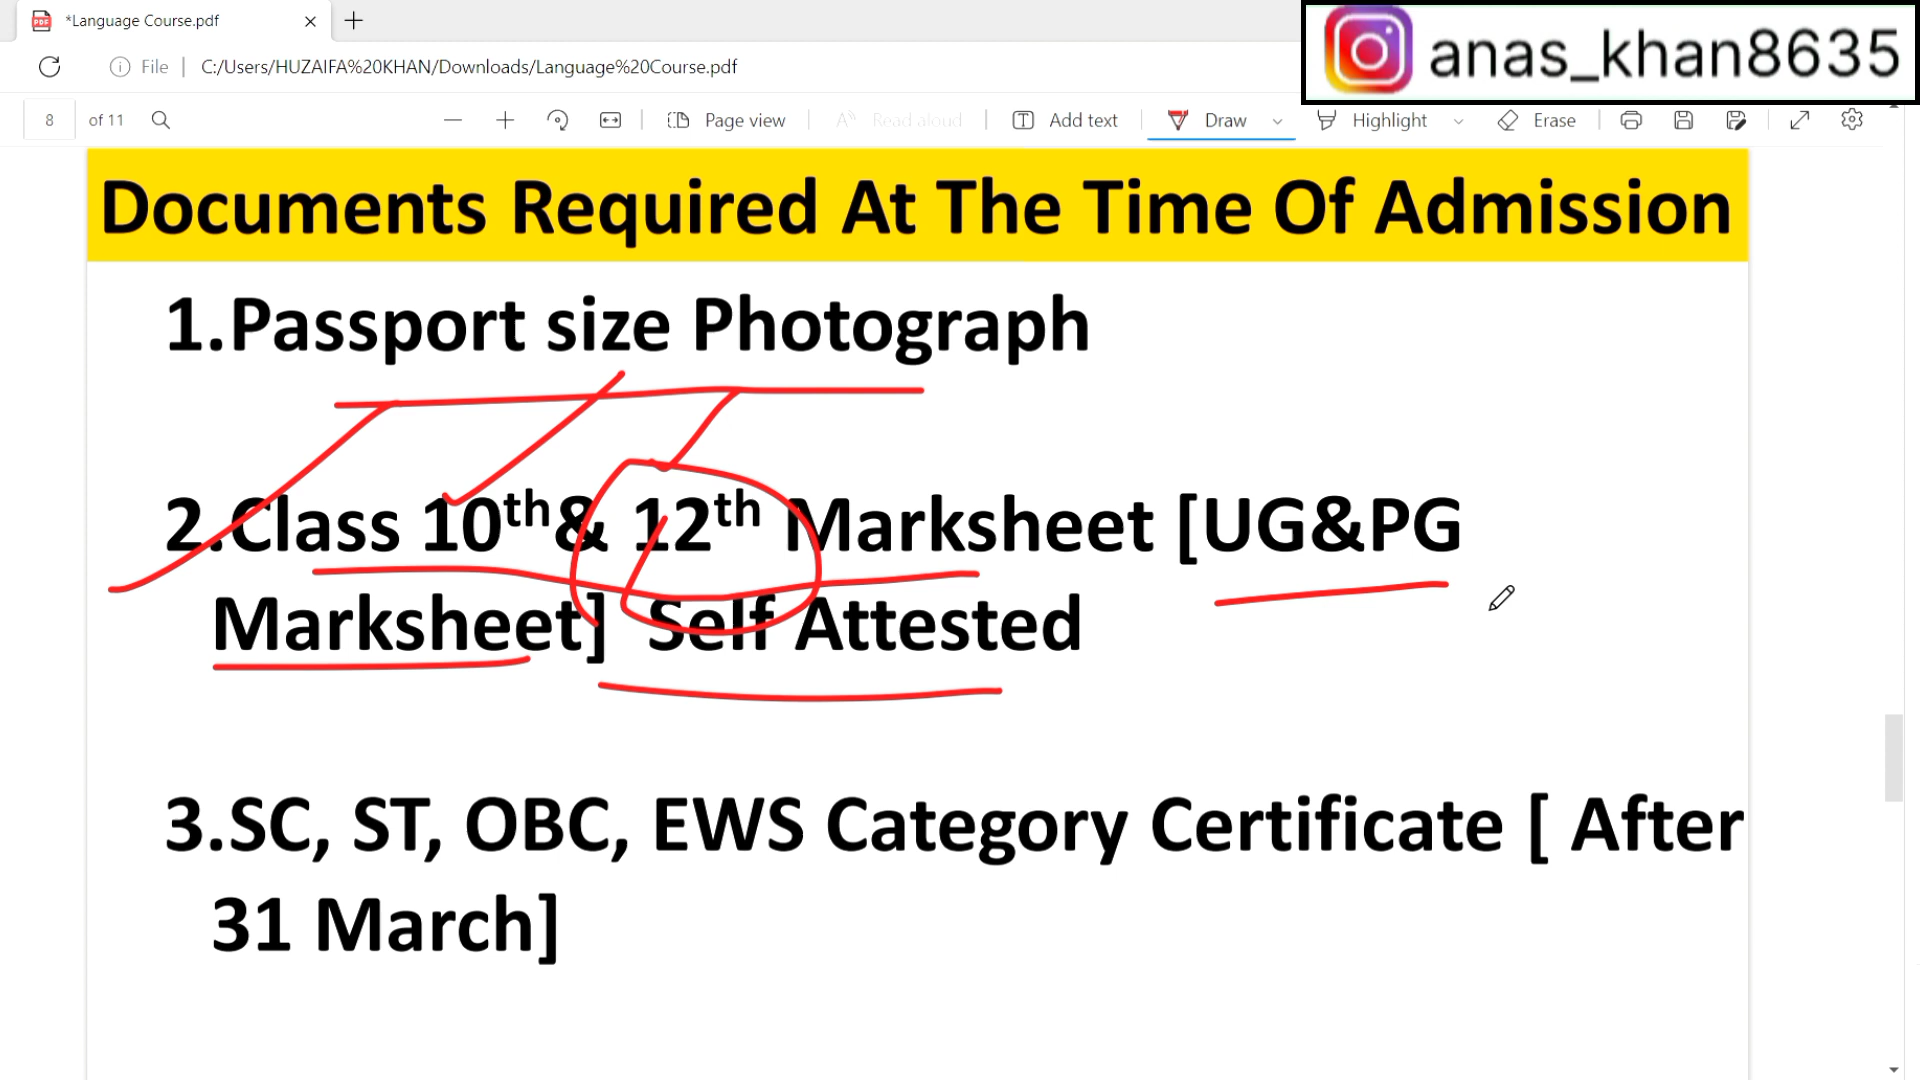 *Language Course.pdf
File
C:/Users/HUZAIFA%20KHAN/Downloads/Language%20Course.pdf
anas_khan8635
8 of 11
Page view
Read aloud
Add text
Draw
Highlight
Erase
Documents Required At The Time Of Admission
1.Passport size Photograph
2.Class 10th& 12th Marksheet [UG&PG
Marksheet] Self Attested
3.SC, ST, OBC, EWS Category Certificate [ After
31 March]